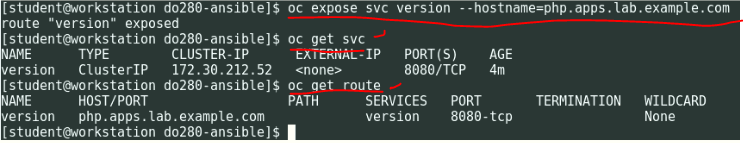 [student@workstation do280-ansible]$ oc expose svc version --hostname=php.apps.lab.example.com
route "version" exposed
[student@workstation do280-ansible]$ oc get svc
NAME TYPE CLUSTER-IP EXTERNAL-IP PORT(S) AGE
version ClusterIP 172.30.212.52 <none> 8080/TCP 4m
[student@workstation do280-ansible]$ oc get route
NAME HOST/PORT PATH SERVICES PORT TERMINATION WILDCARD
version php.apps.lab.example.com version 8080-tcp None
[student@workstation do280-ansible]$